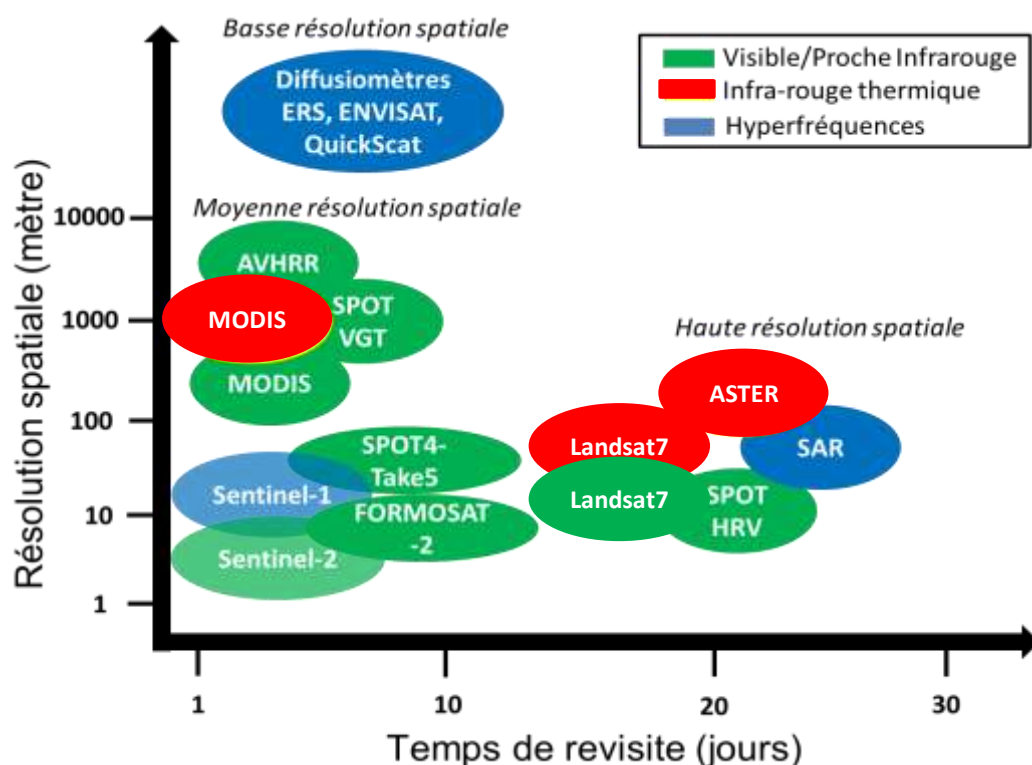 Basse résolution spatiale
Diffusiomètres
ERS, ENVISAT,
QuickScat
Visible/Proche Infrarouge
Infra-rouge thermique
Hyperfréquences
Résolution spatiale (mètre)
10000
1000
100
10
1
Moyenne résolution spatiale
AVHRR
MODIS
SPOT
VGT
MODIS
Haute résolution spatiale
ASTER
Landsat7
SAR
SPOT4-
Take5
Sentinel-1
Landsat7
SPOT
HRV
FORMOSAT
-2
Sentinel-2
1
10
20
30
Temps de revisite (jours)